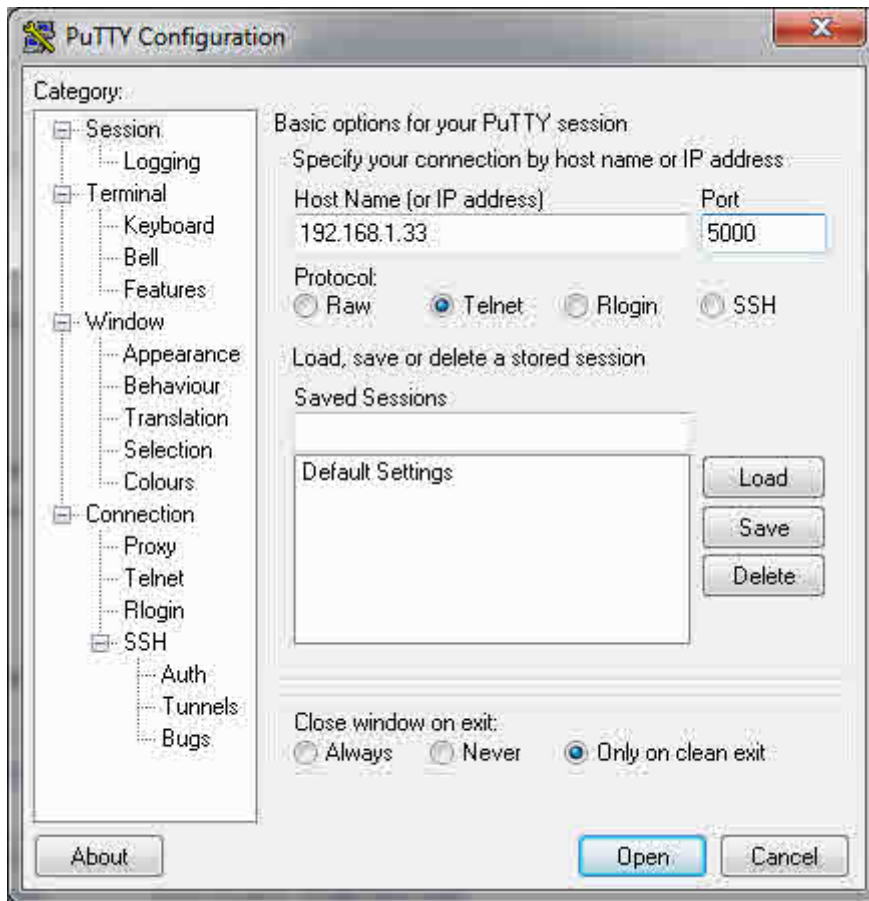 PuTTY Configuration
Category:
Session
Logging
Terminal
Keyboard
Bell
Features
Window
Appearance
Behaviour
Translation
Selection
Colours
Connection
Proxy
Telnet
Rlogin
SSH
Auth
Tunnels
Bugs
Basic options for your PuTTY session
Specify your connection by host name or IP address
Host Name (or IP address) Port
192.168.1.33 5000
Protocol:
Raw Telnet Rlogin SSH
Load, save or delete a stored session
Saved Sessions
Default Settings
Load
Save
Delete
Close window on exit:
Always Never Only on clean exit
About Open Cancel